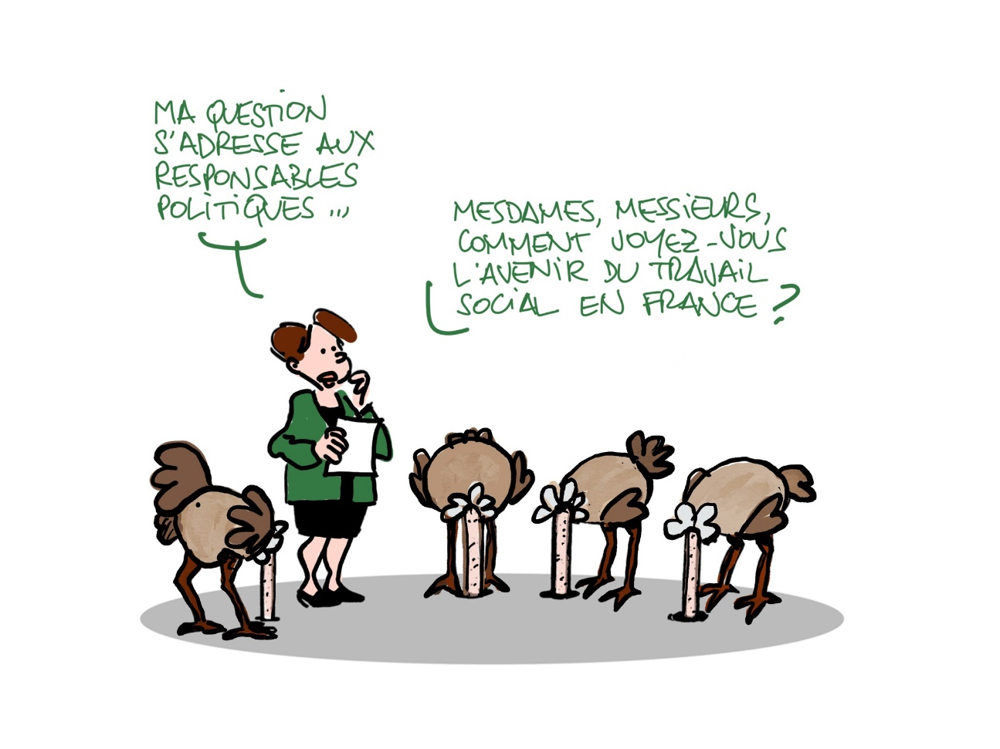 MA QUESTION
S'ADRESSE AUX
RESPONSABLES
POLITIQUES ...
MESDAMES, MESSIEURS,
COMMENT VOYEZ-VOUS
L'AVENIR DU TRAVAIL
SOCIAL EN FRANCE ?